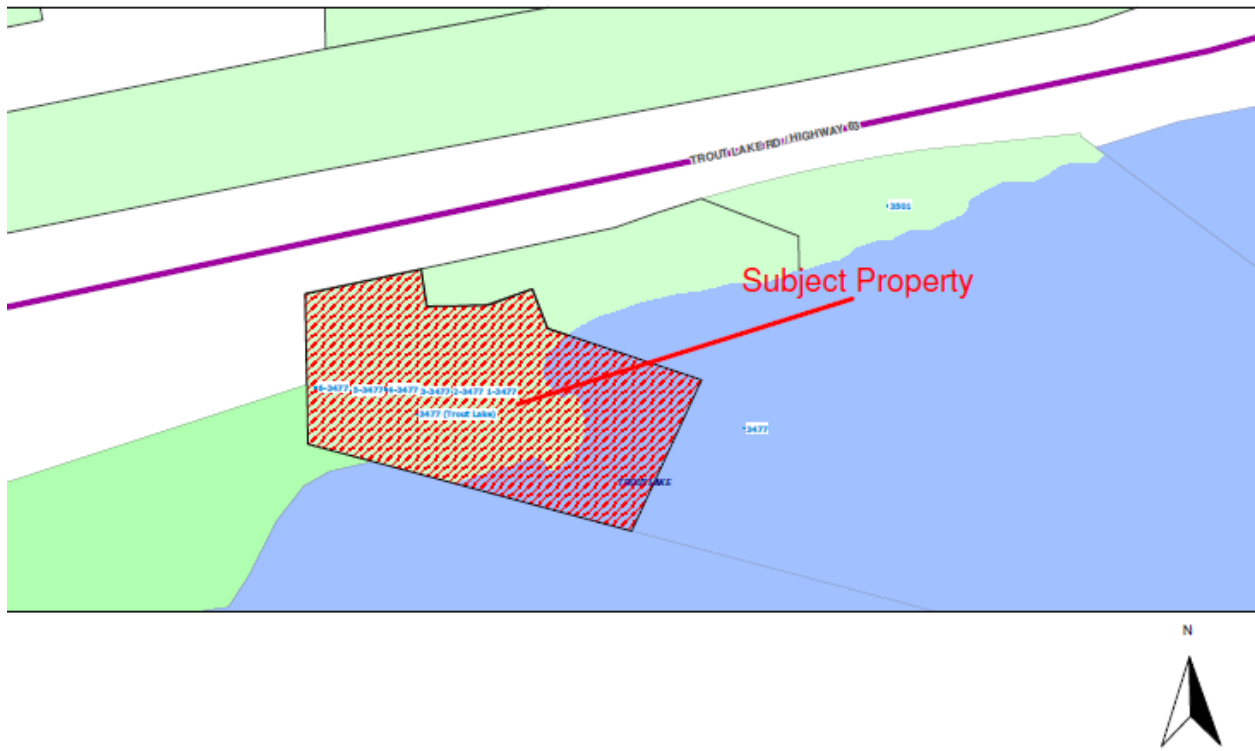 TROUT LAKE RD / HIGHWAY 63
3501
Subject Property
6-3477 5-3477 4-3477 3-3477 2-3477 1-3477
3477 (Trout Lake)
3477
TROUT LAKE
N